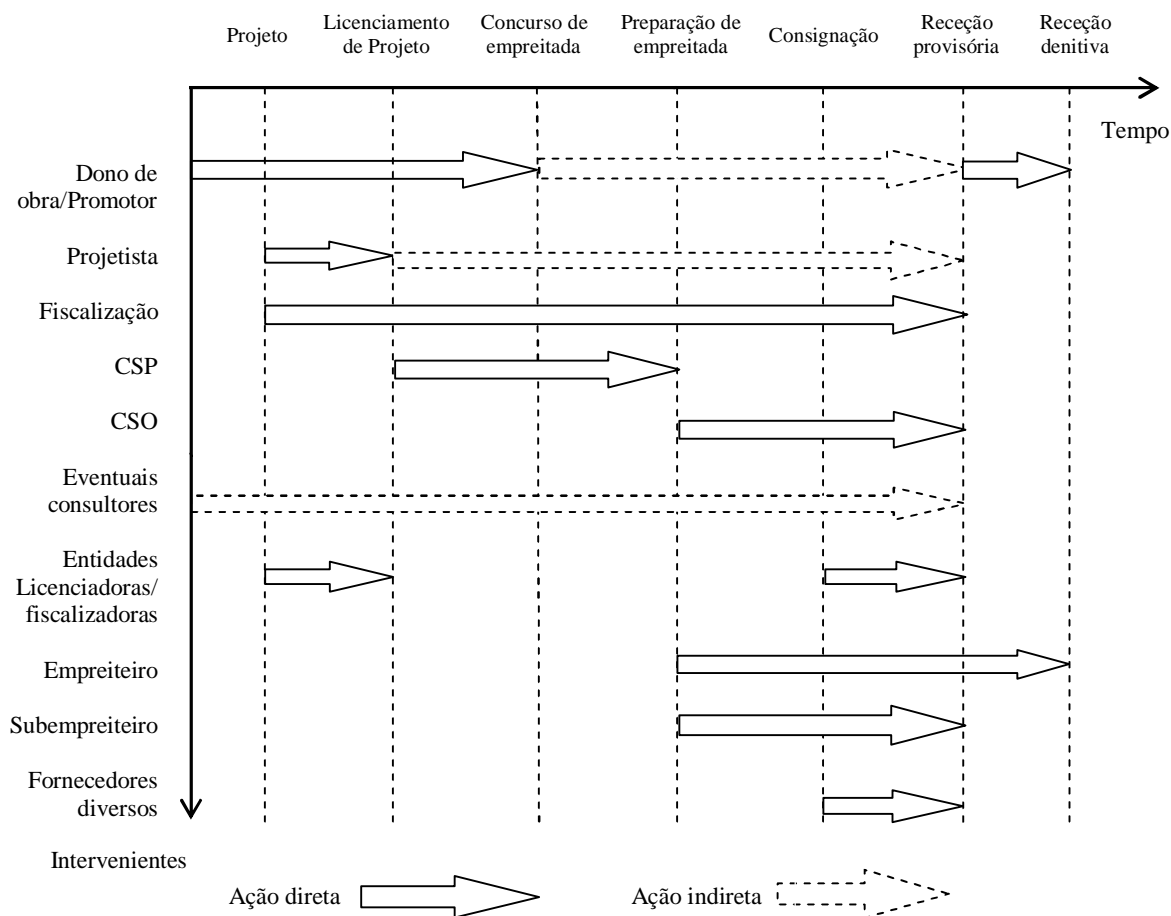 Projeto
Licenciamento
de Projeto
Concurso de
empreitada
Preparação de
empreitada
Consignação
Receção
provisória
Receção
denitiva
Tempo
Dono de
obra/Promotor
Projetista
Fiscalização
CSP
CSO
Eventuais
consultores
Entidades
Licenciadoras/
fiscalizadoras
Empreiteiro
Subempreiteiro
Fornecedores
diversos
Intervenientes
Ação direta
Ação indireta